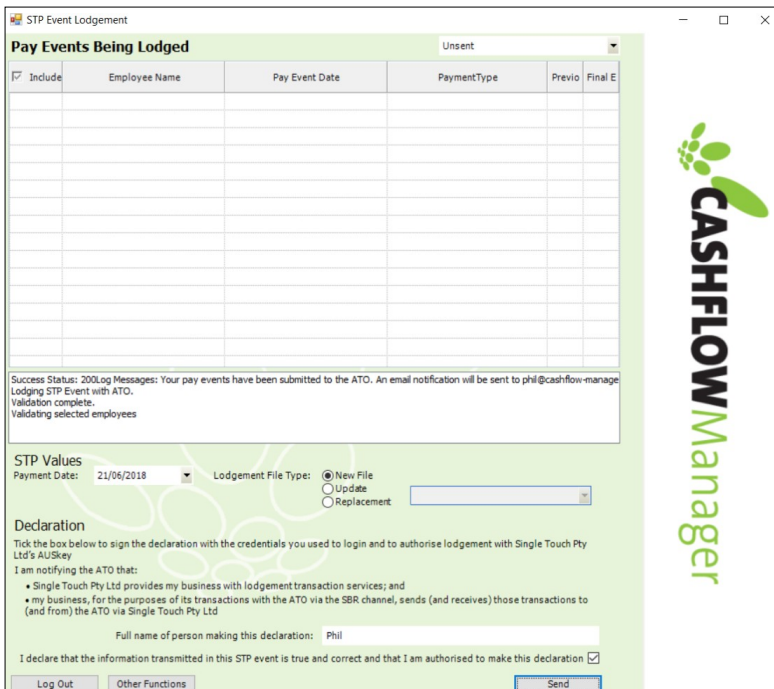 STP Event Lodgement
Pay Events Being Lodged
Unsent
Include Employee Name Pay Event Date PaymentType Previo Final E
Success Status: 200Log Messages: Your pay events have been submitted to the ATO. An email notification will be sent to phil@cashflow-manage
Lodging STP Event with ATO.
Validation complete.
Validating selected employees
STP Values
Payment Date: 21/06/2018 Lodgement File Type: New File
Update
Replacement
Declaration
Tick the box below to sign the declaration with the credentials you used to login and to authorise lodgement with Single Touch Pty
Ltd's AUSkey
I am notifying the ATO that:
• Single Touch Pty Ltd provides my business with lodgement transaction services; and
• my business, for the purposes of its transactions with the ATO via the SBR channel, sends (and receives) those transactions to
(and from) the ATO via Single Touch Pty Ltd
Full name of person making this declaration: Phil
I declare that the information transmitted in this STP event is true and correct and that I am authorised to make this declaration
Log Out Other Functions Send
CASHFLOWManager